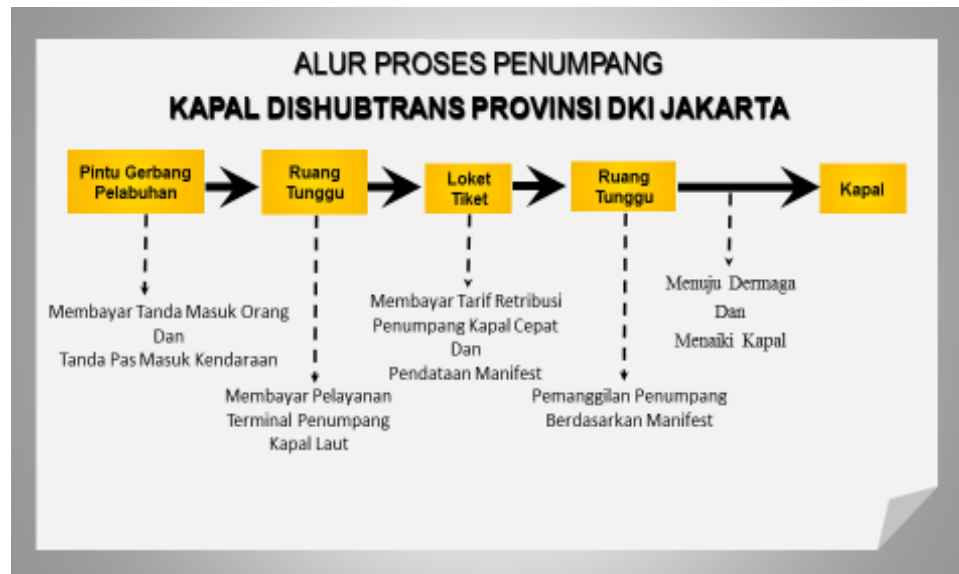 ALUR PROSES PENUMPANG
KAPAL DISHUBTRANS PROVINSI DKI JAKARTA
Pintu Gerbang
Pelabuhan
Ruang
Tunggu
Loket
Tiket
Ruang
Tunggu
Kapal
Membayar Tanda Masuk Orang
Dan
Tanda Pas Masuk Kendaraan
Membayar Pelayanan
Terminal Penumpang
Kapal Laut
Membayar Tarif Retribusi
Penumpang Kapal Cepat
Dan
Pendataan Manifest
Pemanggilan Penumpang
Berdasarkan Manifest
Menuju Dermaga
Dan
Menaiki Kapal